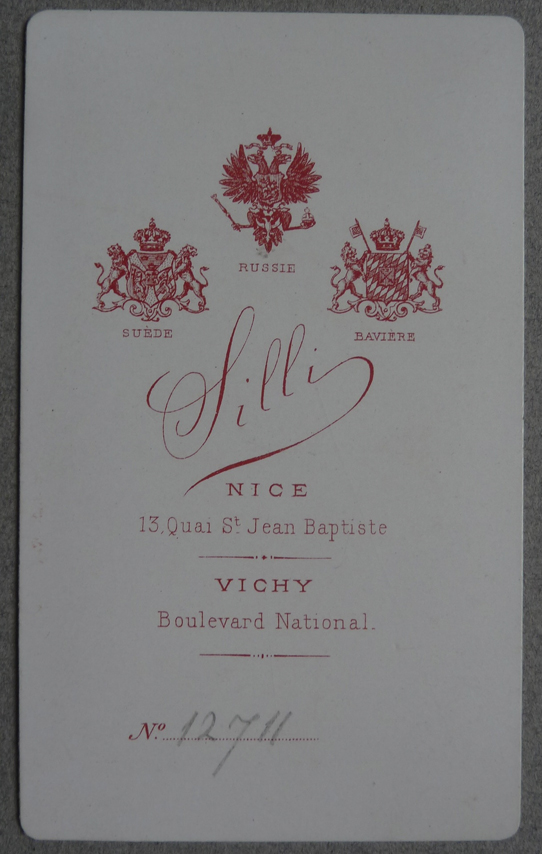 RUSSIE
SUÈDE
BAVIÈRE
Silli
NICE
13, Quai St. Jean Baptiste
VICHY
Boulevard National.
No. 12711